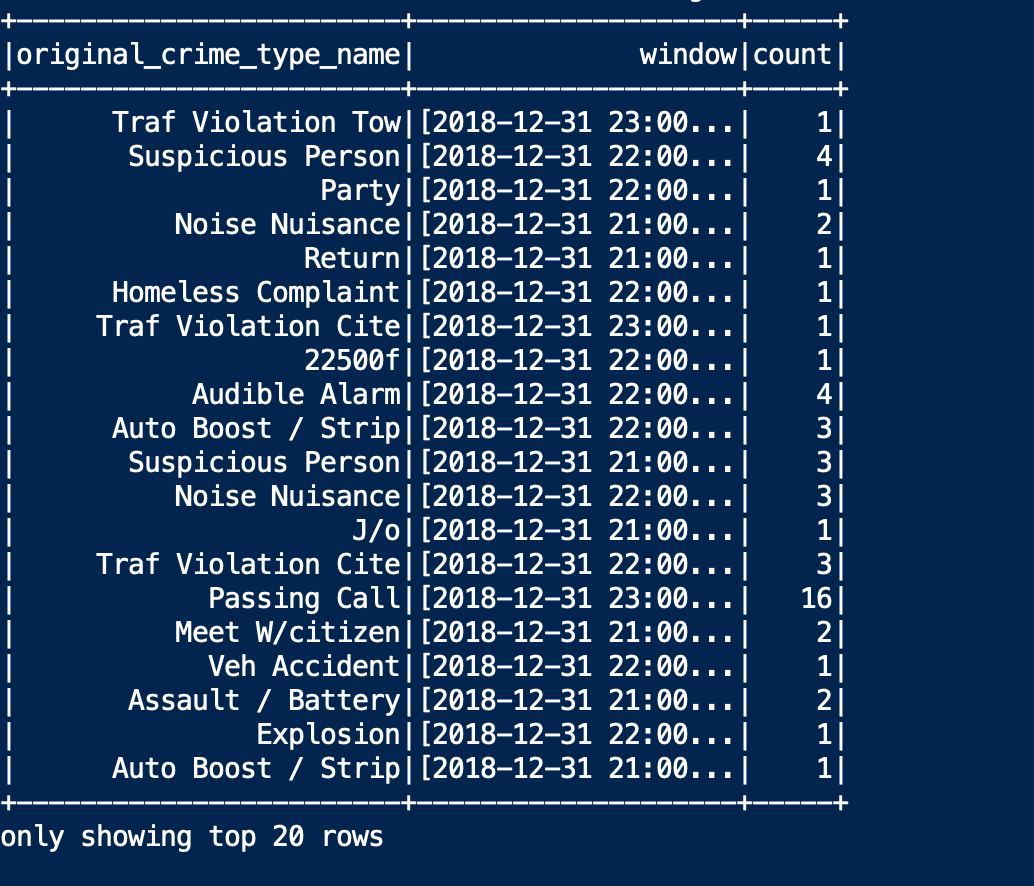 +------------------------+--------------------+-----+
|original_crime_type_name|              window|count|
+------------------------+--------------------+-----+
|      Traf Violation Tow|[2018-12-31 23:00...|    1|
|       Suspicious Person|[2018-12-31 22:00...|    4|
|                   Party|[2018-12-31 22:00...|    1|
|          Noise Nuisance|[2018-12-31 21:00...|    2|
|                  Return|[2018-12-31 21:00...|    1|
|      Homeless Complaint|[2018-12-31 22:00...|    1|
|     Traf Violation Cite|[2018-12-31 23:00...|    1|
|                  22500f|[2018-12-31 22:00...|    1|
|           Audible Alarm|[2018-12-31 22:00...|    4|
|      Auto Boost / Strip|[2018-12-31 22:00...|    3|
|       Suspicious Person|[2018-12-31 21:00...|    3|
|          Noise Nuisance|[2018-12-31 22:00...|    3|
|                     J/o|[2018-12-31 21:00...|    1|
|     Traf Violation Cite|[2018-12-31 22:00...|    3|
|            Passing Call|[2018-12-31 23:00...|   16|
|          Meet W/citizen|[2018-12-31 21:00...|    2|
|            Veh Accident|[2018-12-31 22:00...|    1|
|       Assault / Battery|[2018-12-31 21:00...|    2|
|               Explosion|[2018-12-31 22:00...|    1|
|      Auto Boost / Strip|[2018-12-31 21:00...|    1|
+------------------------+--------------------+-----+
only showing top 20 rows